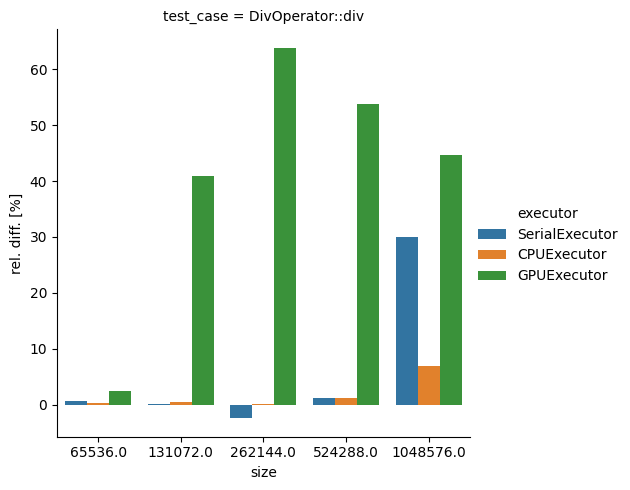 test_case = DivOperator::div
rel. diff. [%]
60
50
40
30
20
10
0
65536.0 131072.0 262144.0 524288.0 1048576.0
size
executor
SerialExecutor
CPUExecutor
GPUExecutor